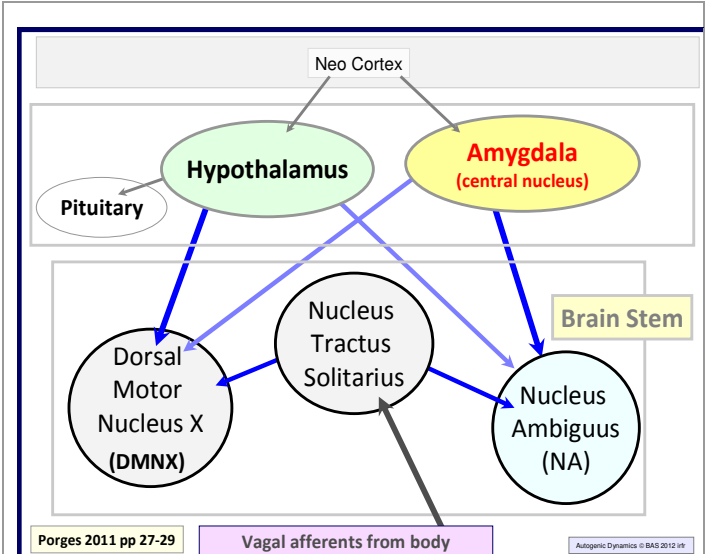 Neo Cortex
Hypothalamus
Amygdala
(central nucleus)
Pituitary
Nucleus
Tractus
Solitarius
Brain Stem
Dorsal
Motor
Nucleus X
(DMNX)
Nucleus
Ambiguus
(NA)
Porges 2011 pp 27-29
Vagal afferents from body
Autogenic Dynamics © BAS 2012 irfr